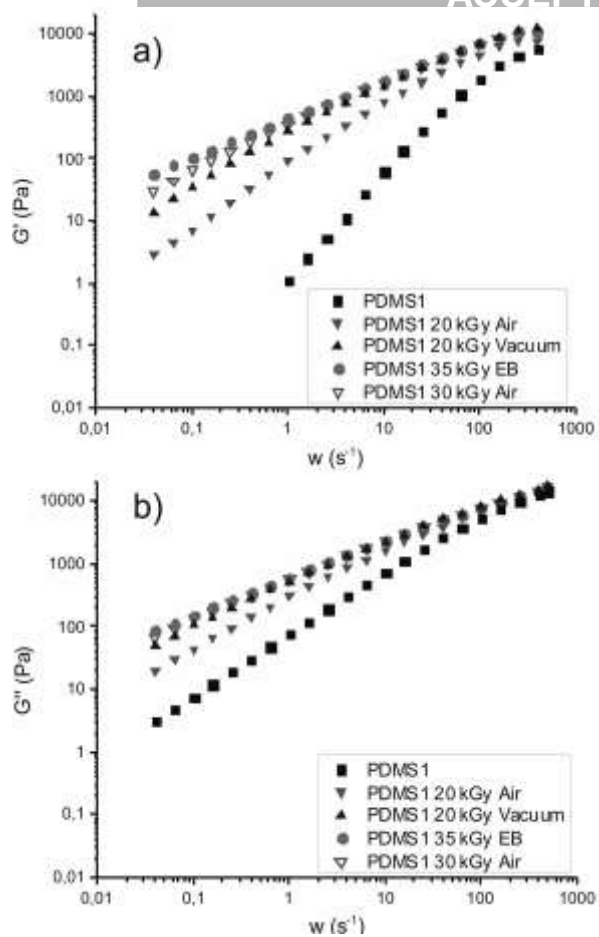 a)
10000
1000
100
10
1
0,1
0,01
G' (Pa)
PDMS1
PDMS1 20 kGy Air
PDMS1 20 kGy Vacuum
PDMS1 35 kGy EB
PDMS1 30 kGy Air
0,01 0,1 1 10 100 1000
w (s⁻¹)
b)
10000
1000
100
10
1
0,1
0,01
G'' (Pa)
PDMS1
PDMS1 20 kGy Air
PDMS1 20 kGy Vacuum
PDMS1 35 kGy EB
PDMS1 30 kGy Air
0,01 0,1 1 10 100 1000
w (s⁻¹)